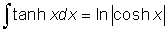 ∫tanh xdx = ln|cosh x|